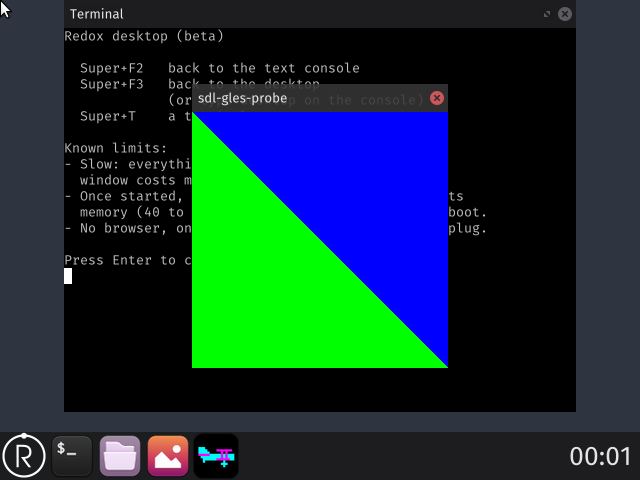 Terminal
Redox desktop (beta)
Super+F2 back to the text console
Super+F3 back to the desktop
(or on the console)
Super+T a t
sdl-gles-probe
Known limits:
- Slow: everythi
window costs m
- Once started, ts
memory (40 to boot.
- No browser, on plug.
Press Enter to c
$_
R
00:01